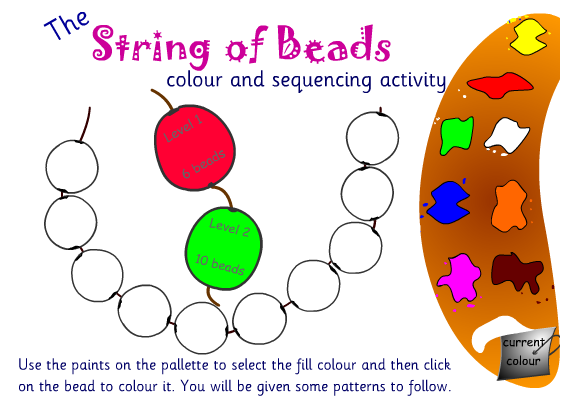 The
String of Beads
colour and sequencing activity
Level 1
6 beads
Level 2
10 beads
current
colour
Use the paints on the pallette to select the fill colour and then click
on the bead to colour it. You will be given some patterns to follow.